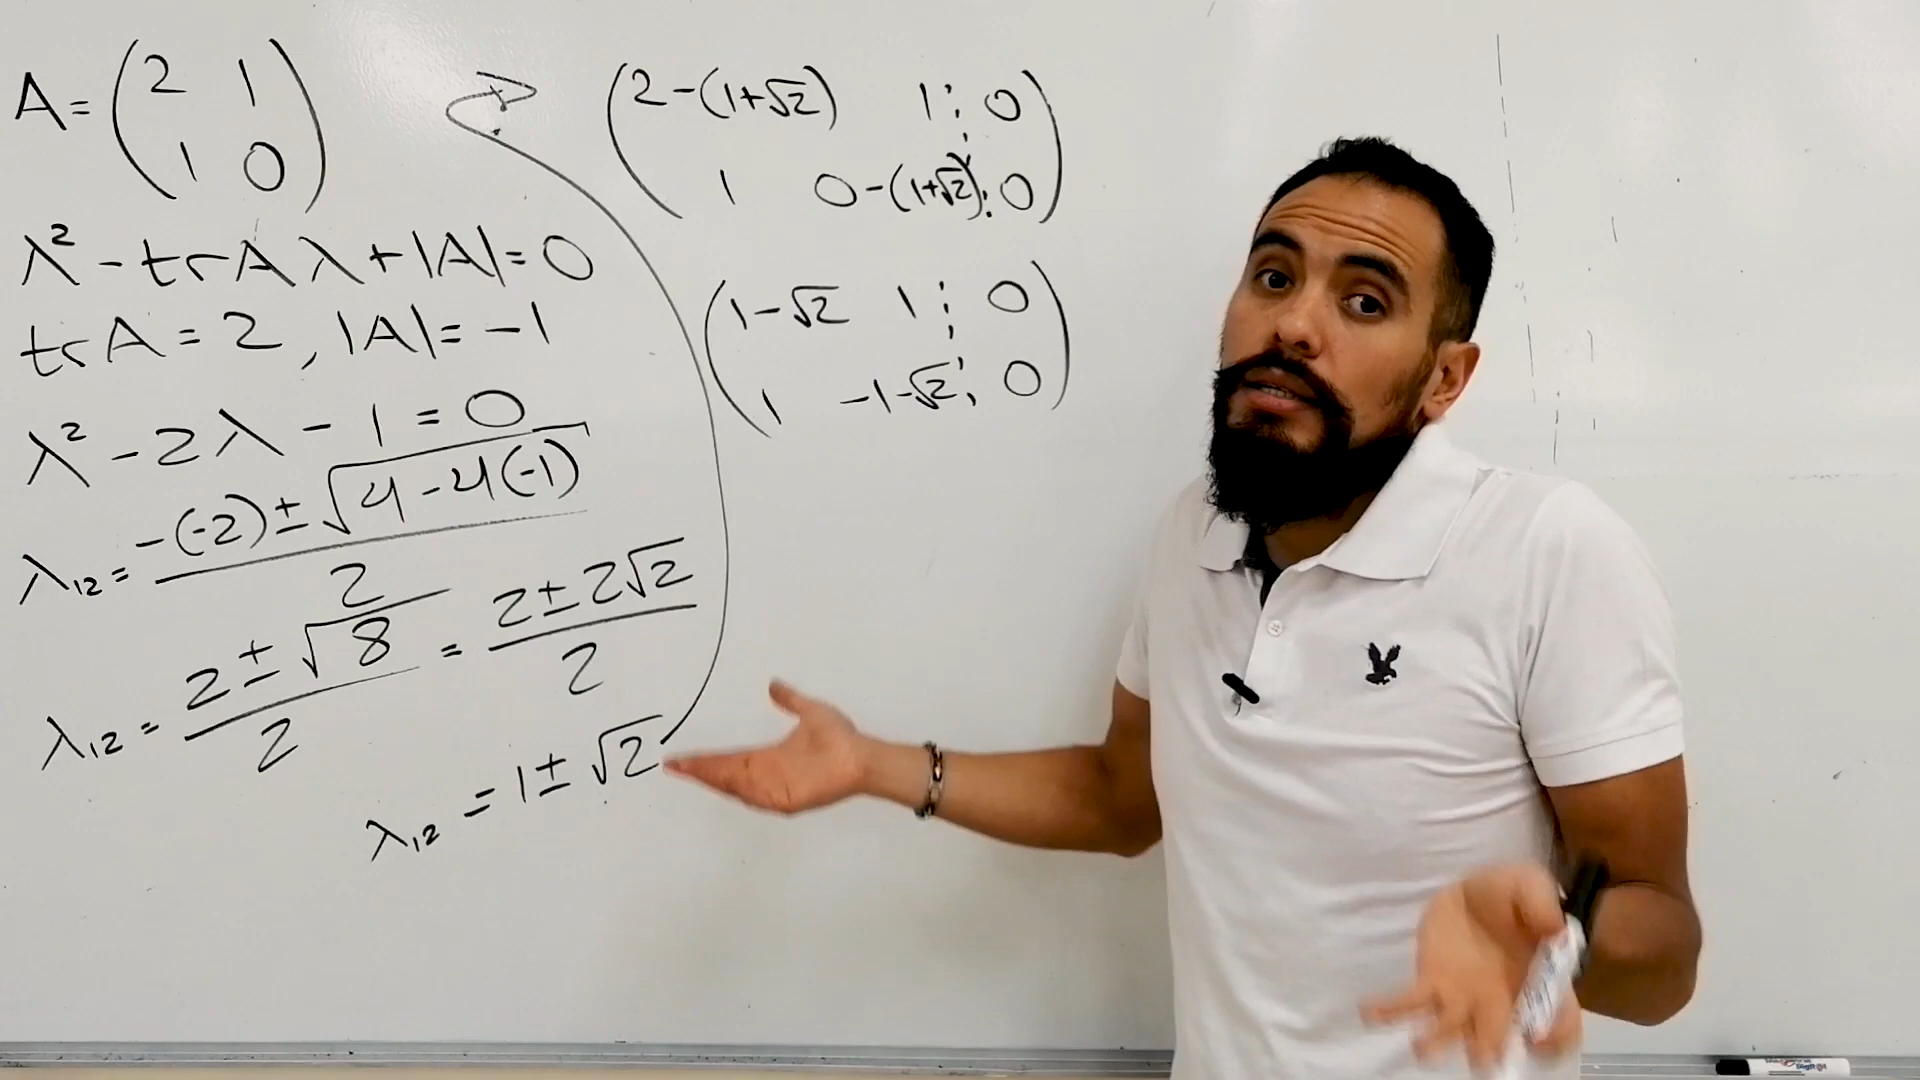 A = ( 2 1
1 0 )
λ² - trA λ + |A| = 0
trA = 2 , |A| = -1
λ² - 2λ - 1 = 0
λ₁₂ = -(-2) ± √4 - 4(-1)
2
λ₁₂ = 2 ± √8 = 2 ± 2√2
2 2
λ₁₂ = 1 ± √2
( 2-(1+√2) 1 ⋮ 0
1 0-(1+√2) ⋮ 0 )
( 1-√2 1 ⋮ 0
1 -1-√2 ⋮ 0 )